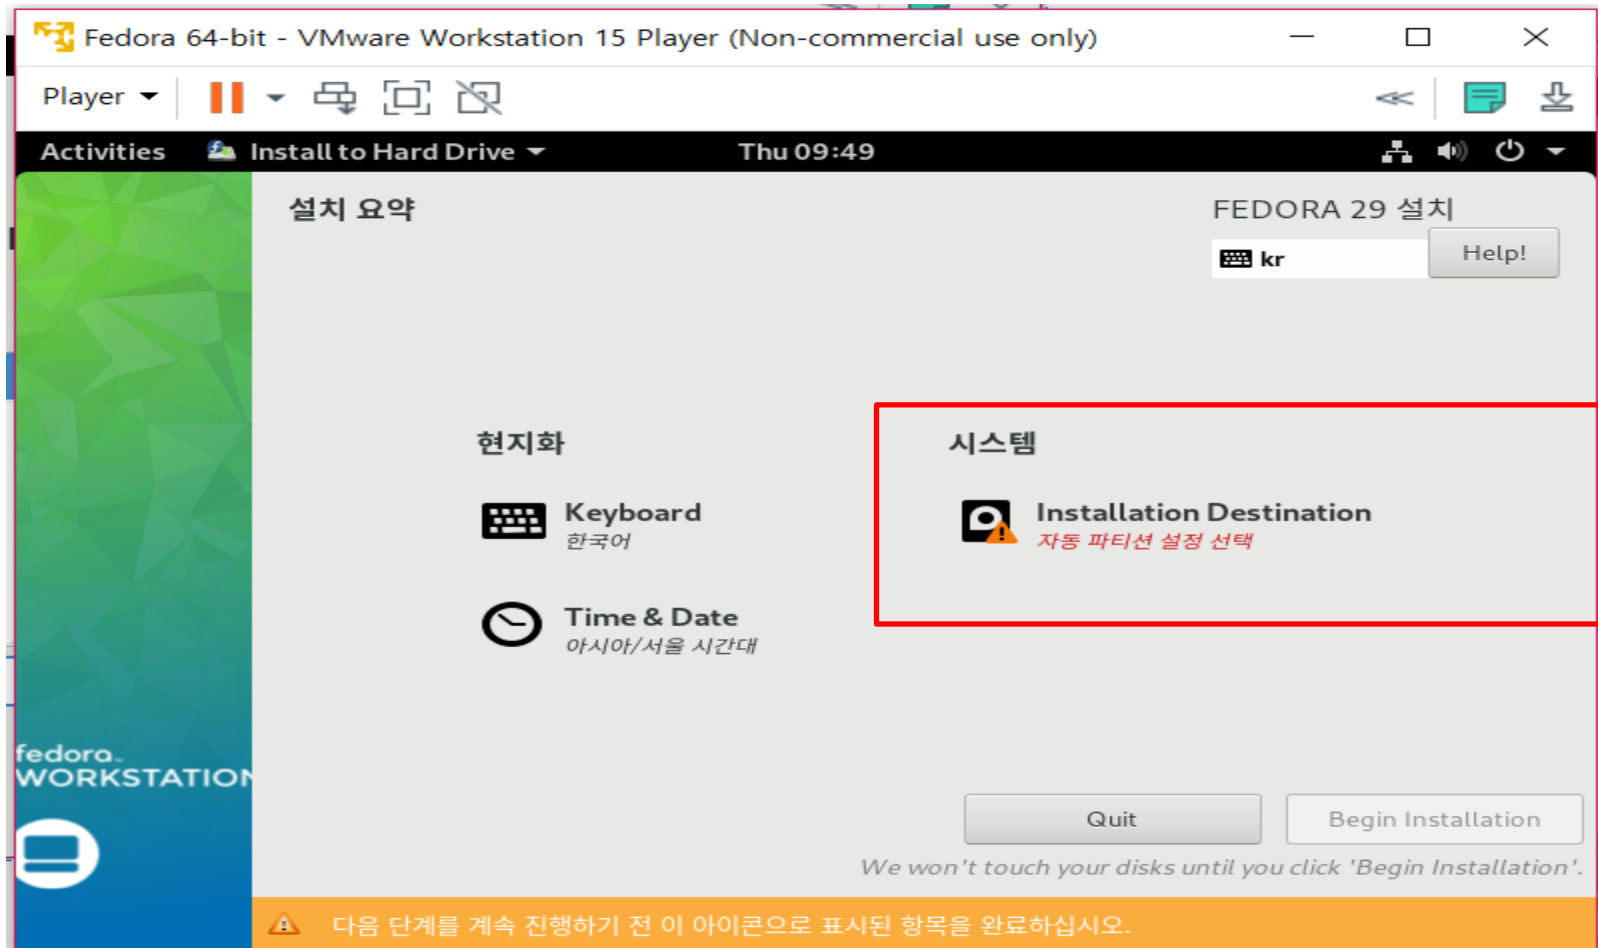 Fedora 64-bit - VMware Workstation 15 Player (Non-commercial use only)
Player
Activities Install to Hard Drive Thu 09:49
설치 요약
FEDORA 29 설치
kr
Help!
현지화
시스템
Keyboard
한국어
Installation Destination
자동 파티션 설정 선택
Time & Date
아시아/서울 시간대
fedora
WORKSTATION
Quit
Begin Installation
We won't touch your disks until you click 'Begin Installation'.
다음 단계를 계속 진행하기 전 이 아이콘으로 표시된 항목을 완료하십시오.